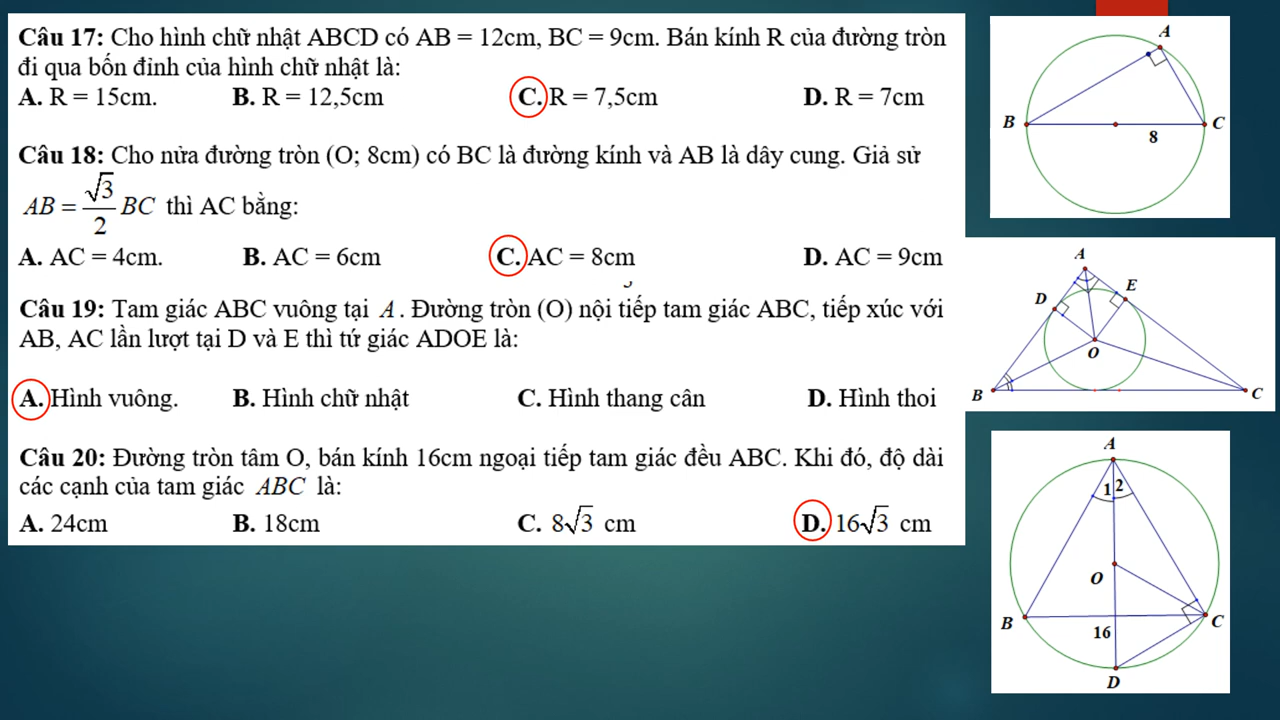 Câu 17: Cho hình chữ nhật ABCD có AB = 12cm, BC = 9cm. Bán kính R của đường tròn
đi qua bốn đỉnh của hình chữ nhật là:
A. R = 15cm. B. R = 12,5cm C. R = 7,5cm D. R = 7cm
Câu 18: Cho nửa đường tròn (O; 8cm) có BC là đường kính và AB là dây cung. Giả sử
AB = √3/2 BC thì AC bằng:
A. AC = 4cm. B. AC = 6cm C. AC = 8cm D. AC = 9cm
Câu 19: Tam giác ABC vuông tại A. Đường tròn (O) nội tiếp tam giác ABC, tiếp xúc với
AB, AC lần lượt tại D và E thì tứ giác ADOE là:
A. Hình vuông. B. Hình chữ nhật C. Hình thang cân D. Hình thoi
Câu 20: Đường tròn tâm O, bán kính 16cm ngoại tiếp tam giác đều ABC. Khi đó, độ dài
các cạnh của tam giác ABC là:
A. 24cm B. 18cm C. 8√3 cm D. 16√3 cm
A
B C
8
A
D E
O
B C
A
1 2
O
B C
16
D